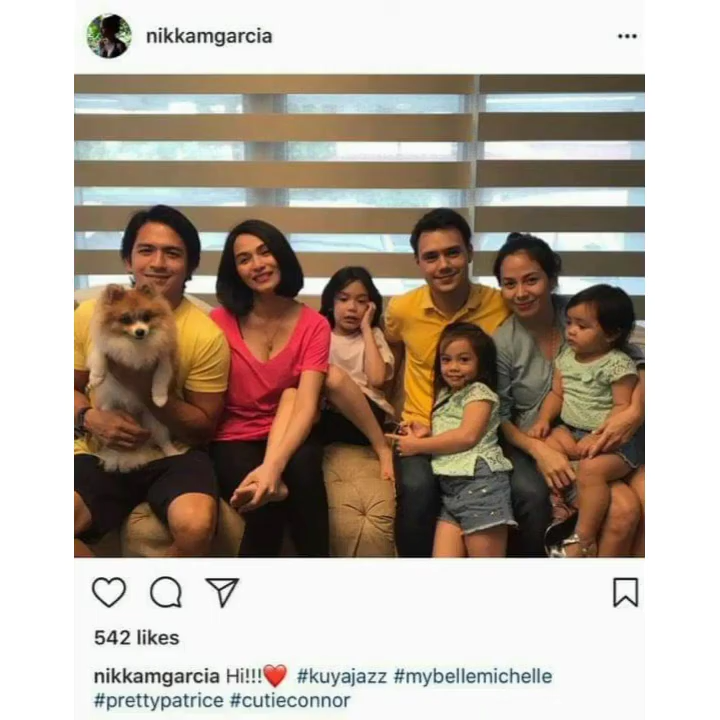 nikkamgarcia
542 likes
nikkamgarcia Hi!!!❤️ #kuyajazz #mybellemichelle
#prettypatrice #cutieconnor